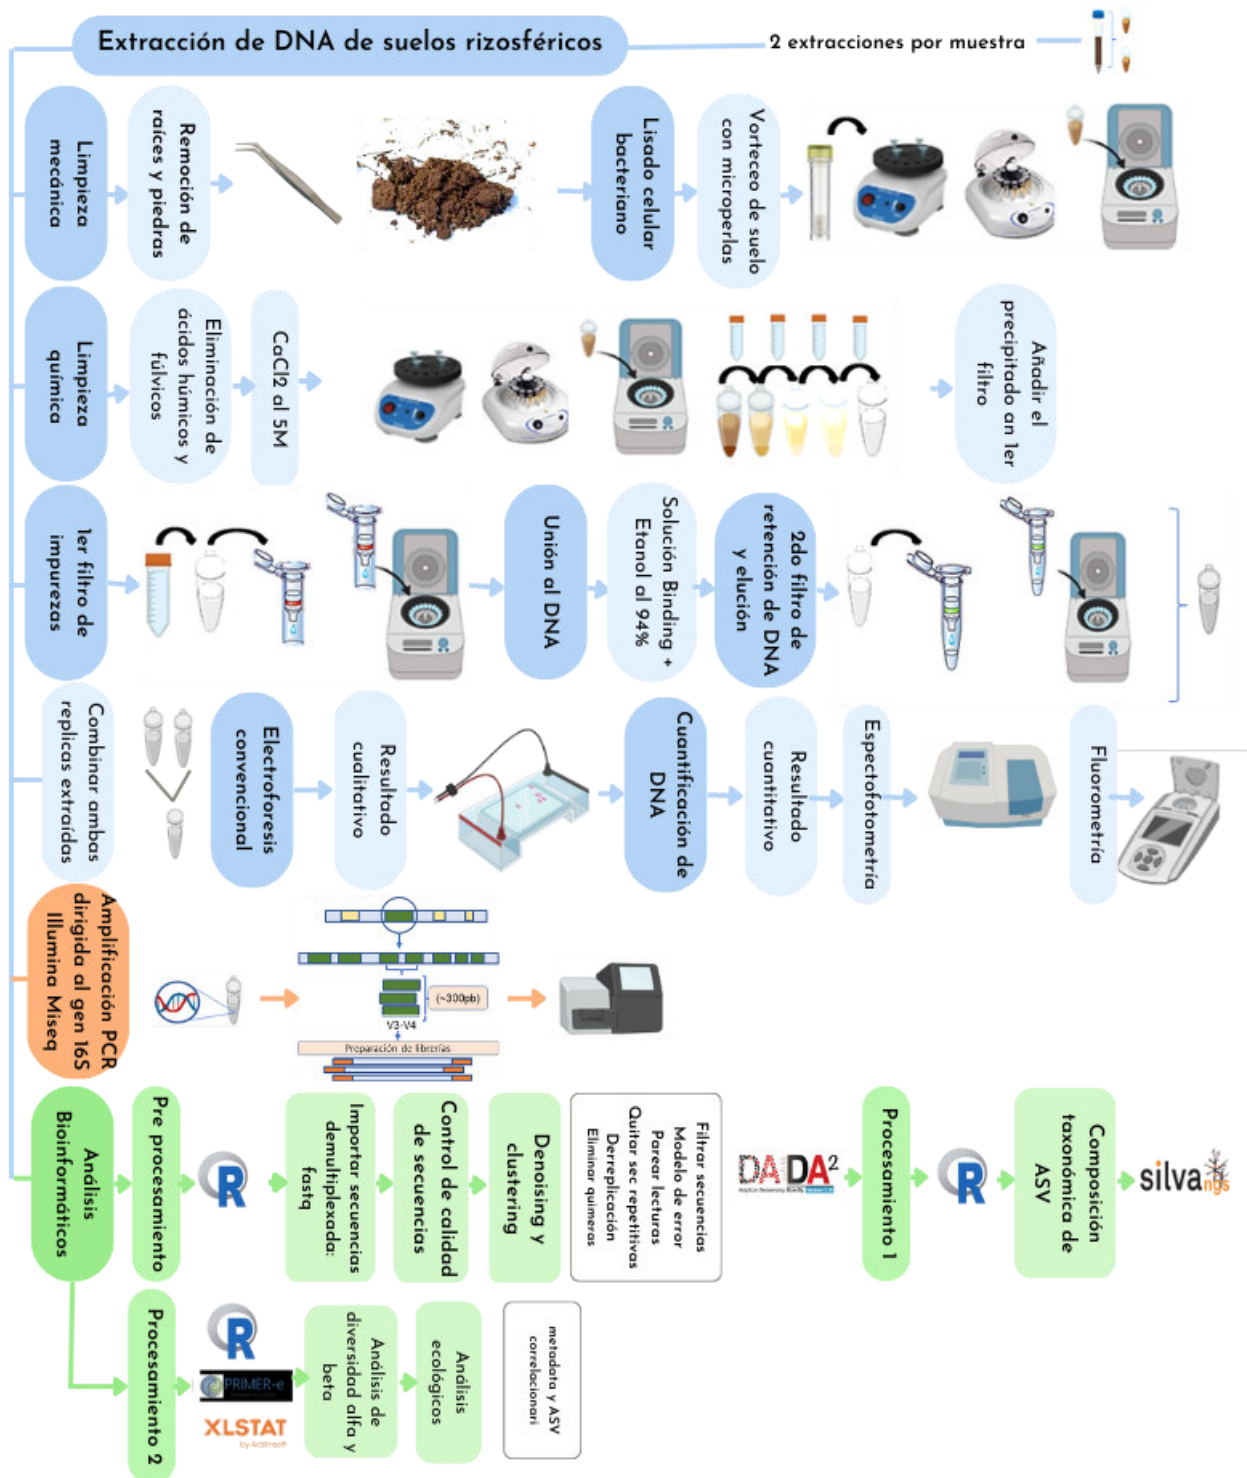 Extracción de DNA de suelos rizosféricos
2 extracciones por muestra
Limpieza
mecánica
Remoción de
raíces y piedras
Lisado celular
bacteriano
Vorteceo de suelo
con microperlas
Limpieza
química
Eliminación de
ácidos húmicos y
fúlvicos
CaCl2 al 5M
Añadir el
precipitado an 1er
filtro
1er filtro de
impurezas
Unión al DNA
Solución Binding +
Etanol al 94%
2do filtro de
retención de DNA
y elución
Combinar ambas
replicas extraídas
Electroforesis
convencional
Resultado
cualitativo
Cuantificación de
DNA
Resultado
cuantitativo
Espectofotometría
Fluorometría
Amplificación PCR
dirigida al gen 16S
Illumina Miseq
(~300pb)
V3-V4
Preparación de librerías
Análisis
Bioinformáticos
Pre procesamiento
R
Importar secuencias
demultiplexada:
fastq
Control de calidad
de secuencias
Denoising y
clustering
Filtrar secuencias
Modelo de error
Parear lecturas
Quitar sec repetitivas
Derreplicación
Eliminar quimeras
DADA2
Procesamiento 1
R
Composición
taxonómica de
ASV
silva
ngs
Procesamiento 2
R
PRIMER-e
XLSTAT
by Addinsoft
Análisis de
diversidad alfa y
beta
Análisis
ecológicos
metadata y ASV
correlacionari